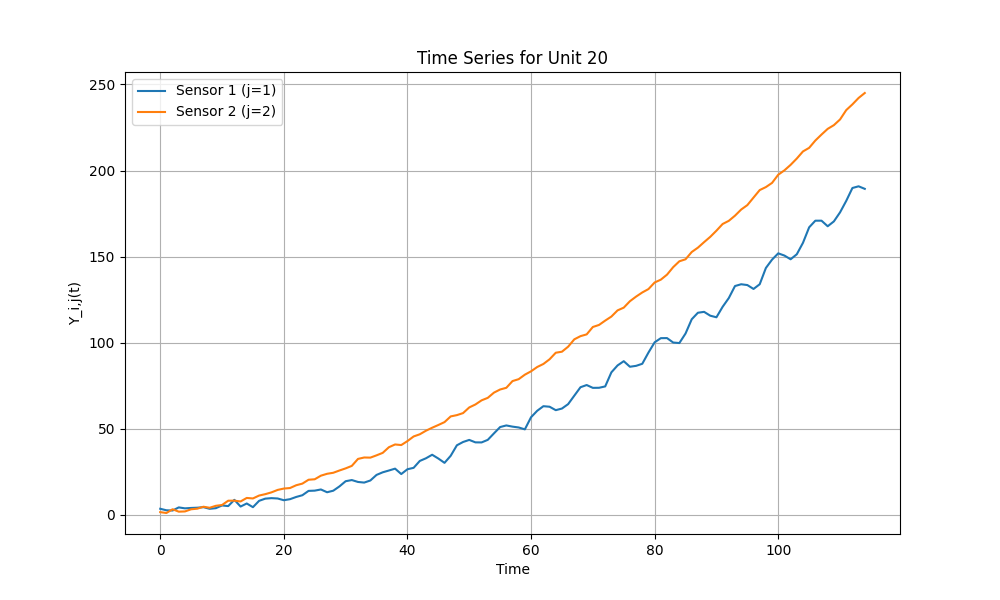 Time Series for Unit 20
Sensor 1 (j=1)
Sensor 2 (j=2)
Y_i,j(t)
250
200
150
100
50
0
0 20 40 60 80 100
Time